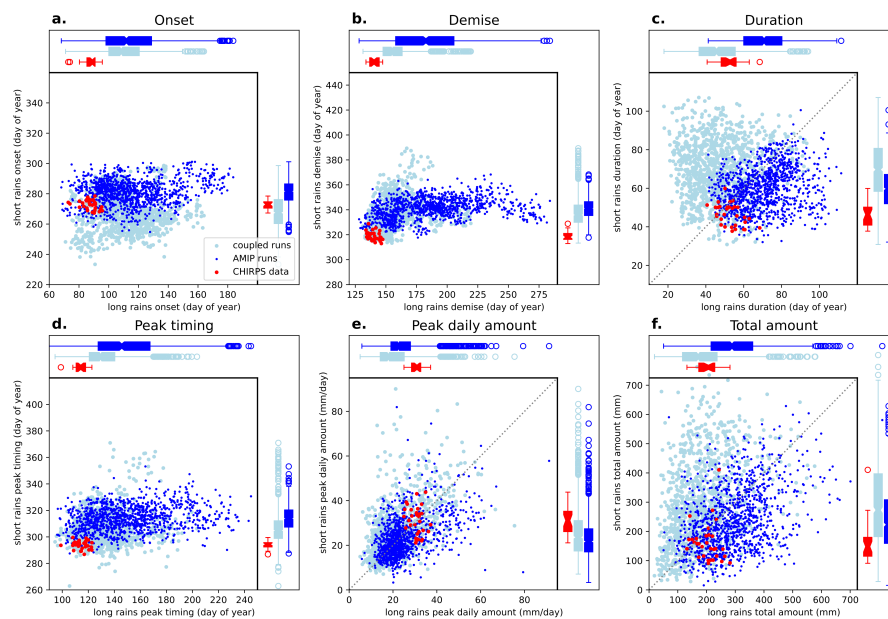 a. Onset
short rains onset (day of year)
340
320
300
280
260
240
220
60 80 100 120 140 160 180
long rains onset (day of year)
coupled runs
AMIP runs
CHIRPS data
b. Demise
short rains demise (day of year)
440
420
400
380
360
340
320
300
280
125 150 175 200 225 250 275
long rains demise (day of year)
c. Duration
short rains duration (day of year)
100
80
60
40
20
20 40 60 80 100
long rains duration (day of year)
d. Peak timing
short rains peak timing (day of year)
400
380
360
340
320
300
280
260
100 120 140 160 180 200 220 240
long rains peak timing (day of year)
e. Peak daily amount
short rains peak daily amount (mm/day)
80
60
40
20
0
0 20 40 60 80
long rains peak daily amount (mm/day)
f. Total amount
short rains total amount (mm)
700
600
500
400
300
200
100
0
0 100 200 300 400 500 600 700
long rains total amount (mm)